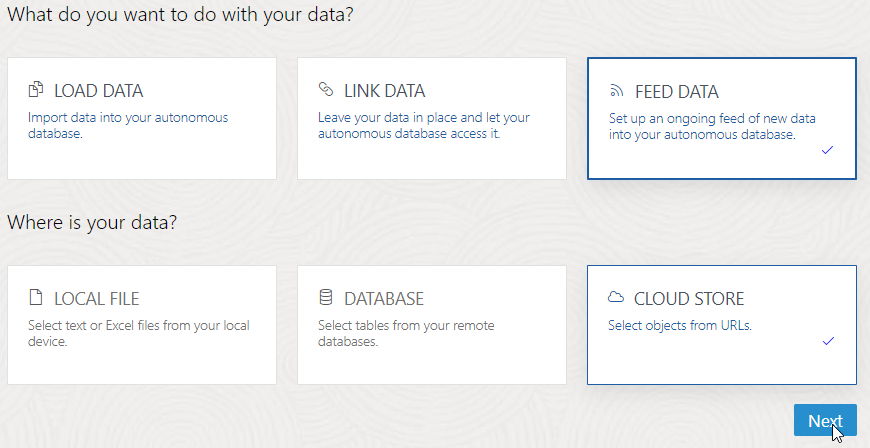 What do you want to do with your data?
LOAD DATA
Import data into your autonomous
database.
LINK DATA
Leave your data in place and let your
autonomous database access it.
FEED DATA
Set up an ongoing feed of new data
into your autonomous database.
Where is your data?
LOCAL FILE
Select text or Excel files from your local
device.
DATABASE
Select tables from your remote
databases.
CLOUD STORE
Select objects from URLs.
Next